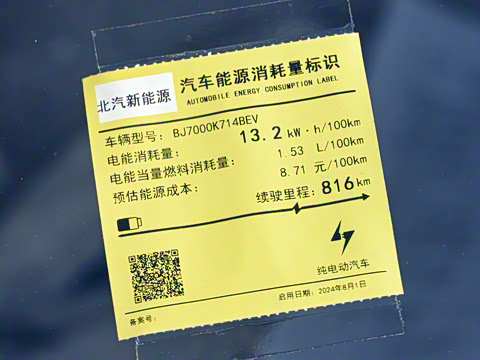 北汽新能源
汽车能源消耗量标识
AUTOMOBILE ENERGY CONSUMPTION LABEL
车辆型号： BJ7000K714BEV
电能消耗量： 13.2 kW·h/100km
电能当量燃料消耗量： 1.53 L/100km
预估能源成本： 8.71 元/100km
续驶里程：816km
纯电动汽车
备案号：
启用日期：2024年8月1日